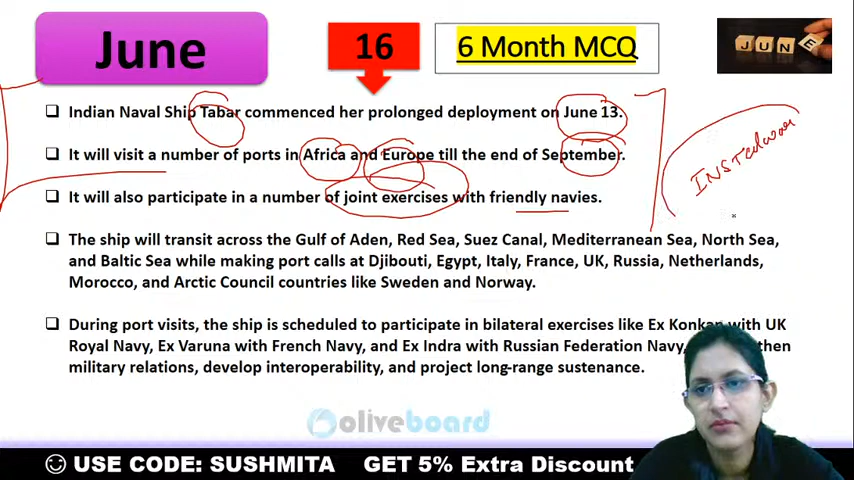 June
16
6 Month MCQ
JUNE
Indian Naval Ship Tabar commenced her prolonged deployment on June 13.
It will visit a number of ports in Africa and Europe till the end of September.
It will also participate in a number of joint exercises with friendly navies.
The ship will transit across the Gulf of Aden, Red Sea, Suez Canal, Mediterranean Sea, North Sea,
and Baltic Sea while making port calls at Djibouti, Egypt, Italy, France, UK, Russia, Netherlands,
Morocco, and Arctic Council countries like Sweden and Norway.
During port visits, the ship is scheduled to participate in bilateral exercises like Ex Konkan with UK
Royal Navy, Ex Varuna with French Navy, and Ex Indra with Russian Federation Navy,
military relations, develop interoperability, and project long-range sustenance.
oliveboard
USE CODE: SUSHMITA GET 5% Extra Discount